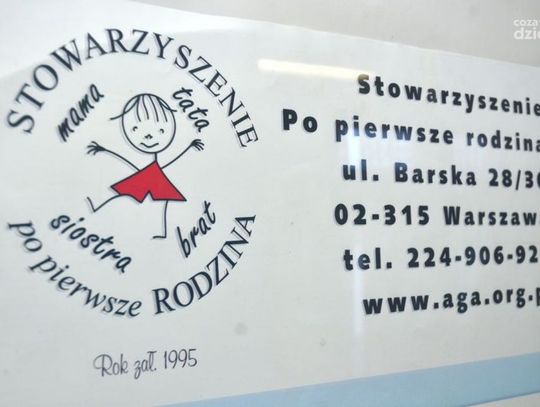 STOWARZYSZENIE
mama
tata
siostra
brat
po pierwsze RODZINA
Rok zał. 1995
Stowarzyszenie
Po pierwsze rodzina
ul. Barska 28/30
02-315 Warszaw
tel. 224-906-92
www.aga.org.p